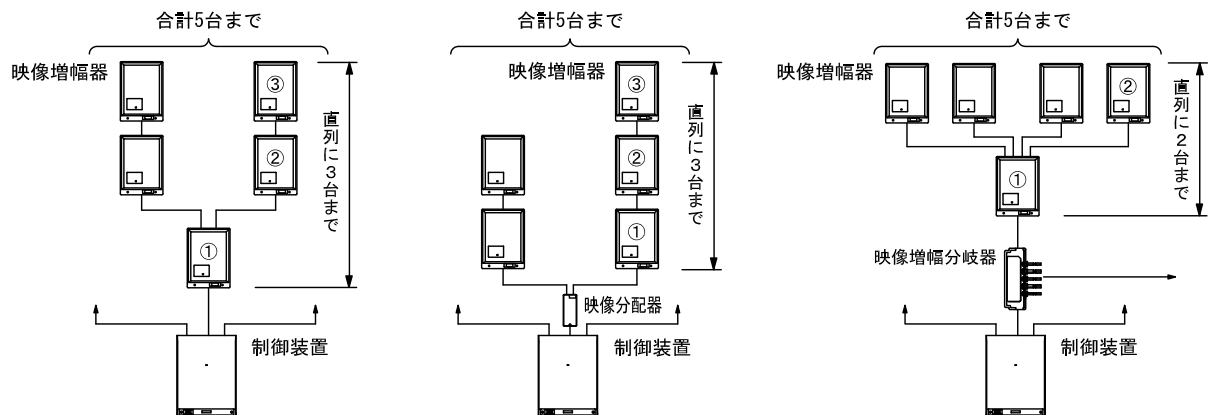 合計5台まで
映像増幅器
③
②
①
直列に3台まで
制御装置
合計5台まで
映像増幅器
③
②
①
直列に3台まで
映像分配器
制御装置
合計5台まで
映像増幅器
②
①
直列に2台まで
映像増幅分岐器
制御装置